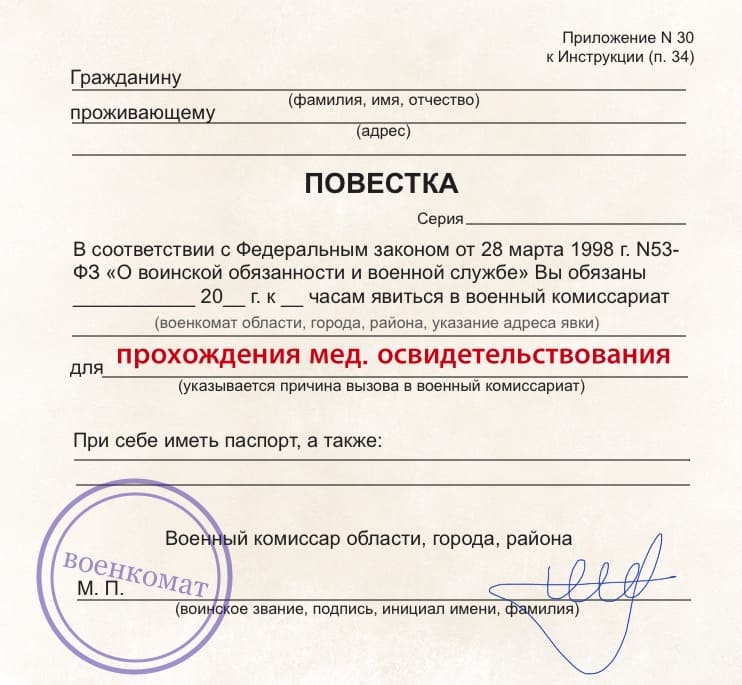 Приложение N 30
к Инструкции (п. 34)
Гражданину
(фамилия, имя, отчество)
проживающему
(адрес)
ПОВЕСТКА
Серия
В соответствии с Федеральным законом от 28 марта 1998 г. N53-
ФЗ «О воинской обязанности и военной службе» Вы обязаны
___________ 20__ г. к __ часам явиться в военный комиссариат
(военкомат области, города, района, указание адреса явки)
для прохождения мед. освидетельствования
(указывается причина вызова в военный комиссариат)
При себе иметь паспорт, а также:
Военный комиссар области, города, района
военкомат
М. П.
(воинское звание, подпись, инициал имени, фамилия)